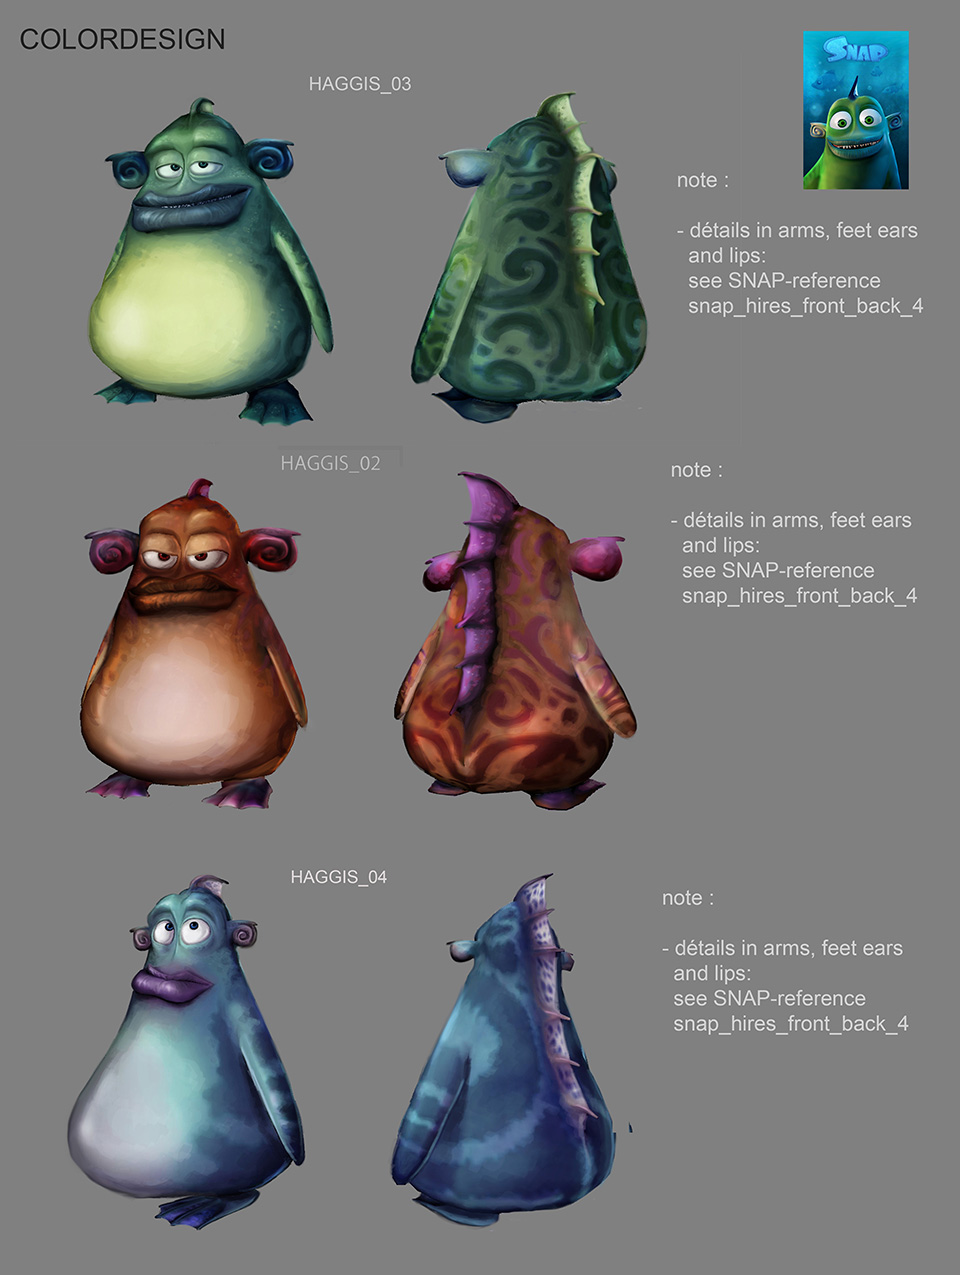 COLORDESIGN
SNAP
HAGGIS_03
note :
- détails in arms, feet ears
and lips:
see SNAP-reference
snap_hires_front_back_4
HAGGIS_02
note :
- détails in arms, feet ears
and lips:
see SNAP-reference
snap_hires_front_back_4
HAGGIS_04
note :
- détails in arms, feet ears
and lips:
see SNAP-reference
snap_hires_front_back_4